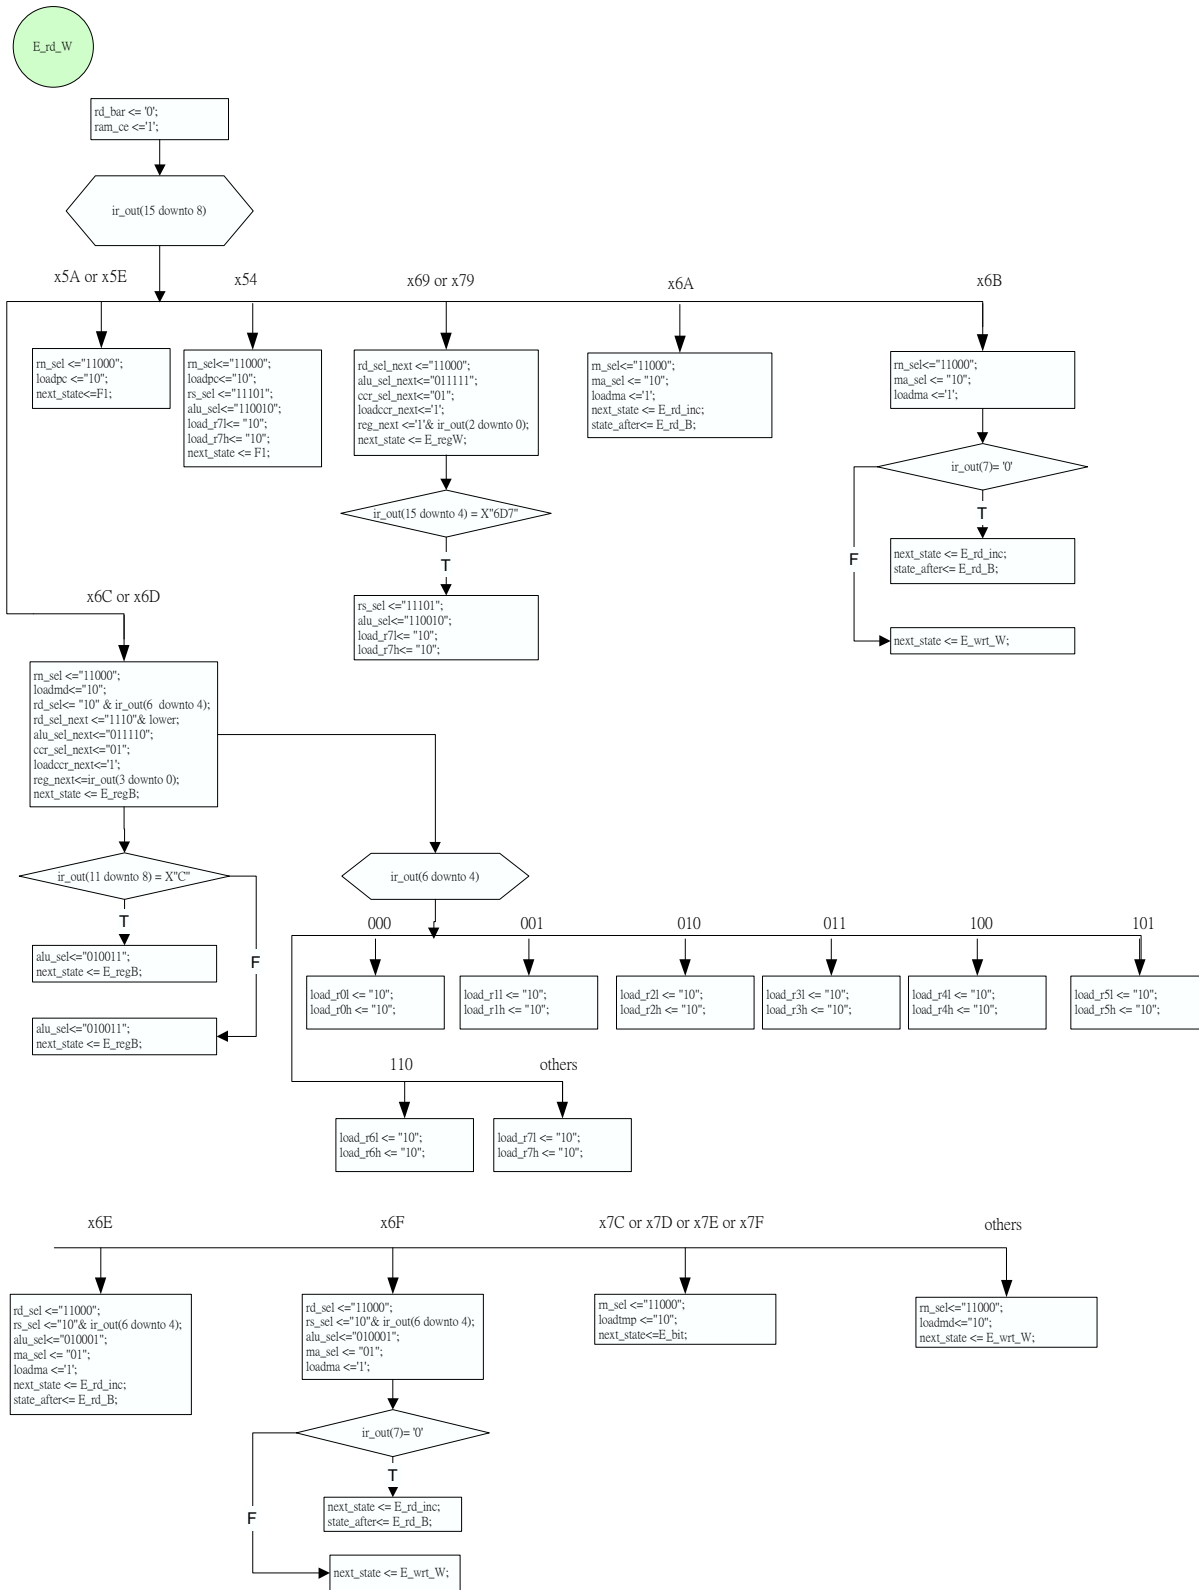 E_rd_W
rd_bar <= '0';
ram_ce <='1';
ir_out(15 downto 8)
x5A or x5E
x54
x69 or x79
x6A
x6B
rn_sel <="11000";
loadpc <="10";
next_state<=F1;
rn_sel<="11000";
loadpc<="10";
rs_sel <="11101";
alu_sel<="110010";
load_r7l<= "10";
load_r7h<= "10";
next_state <= F1;
rd_sel_next <="11000";
alu_sel_next<="011111";
ccr_sel_next<="01";
loadccr_next<='1';
reg_next <='1'& ir_out(2 downto 0);
next_state <= E_regW;
rn_sel<="11000";
ma_sel <= "10";
loadma <='1';
next_state <= E_rd_inc;
state_after<= E_rd_B;
rn_sel<="11000";
ma_sel <= "10";
loadma <='1';
ir_out(15 downto 4) = X"6D7"
T
rs_sel <="11101";
alu_sel<="110010";
load_r7l<= "10";
load_r7h<= "10";
ir_out(7)= '0'
T
F
next_state <= E_rd_inc;
state_after<= E_rd_B;
next_state <= E_wrt_W;
x6C or x6D
rn_sel <="11000";
loadmd<="10";
rd_sel<= "10" & ir_out(6 downto 4);
rd_sel_next <="1110"& lower;
alu_sel_next<="011110";
ccr_sel_next<="01";
loadccr_next<='1';
reg_next<=ir_out(3 downto 0);
next_state <= E_regB;
ir_out(11 downto 8) = X"C"
T
F
alu_sel<="010011";
next_state <= E_regB;
alu_sel<="010011";
next_state <= E_regB;
ir_out(6 downto 4)
000
001
010
011
100
101
load_r0l <= "10";
load_r0h <= "10";
load_r1l <= "10";
load_r1h <= "10";
load_r2l <= "10";
load_r2h <= "10";
load_r3l <= "10";
load_r3h <= "10";
load_r4l <= "10";
load_r4h <= "10";
load_r5l <= "10";
load_r5h <= "10";
110
others
load_r6l <= "10";
load_r6h <= "10";
load_r7l <= "10";
load_r7h <= "10";
x6E
x6F
x7C or x7D or x7E or x7F
others
rd_sel <="11000";
rs_sel <="10"& ir_out(6 downto 4);
alu_sel<="010001";
ma_sel <= "01";
loadma <='1';
next_state <= E_rd_inc;
state_after<= E_rd_B;
rd_sel <="11000";
rs_sel <="10"& ir_out(6 downto 4);
alu_sel<="010001";
ma_sel <= "01";
loadma <='1';
rn_sel <="11000";
loadtmp <="10";
next_state<=E_bit;
rn_sel<="11000";
loadmd<="10";
next_state <= E_wrt_W;
ir_out(7)= '0'
T
F
next_state <= E_rd_inc;
state_after<= E_rd_B;
next_state <= E_wrt_W;